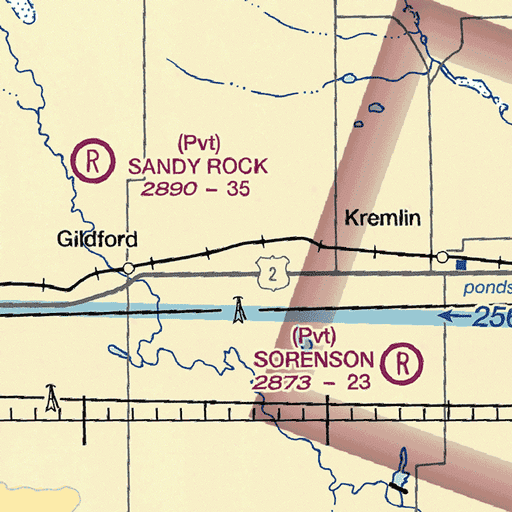 (Pvt)
R
SANDY ROCK
2890 - 35
Kremlin
Gildford
2
ponds
256
(Pvt)
SORENSON
R
2873 - 23